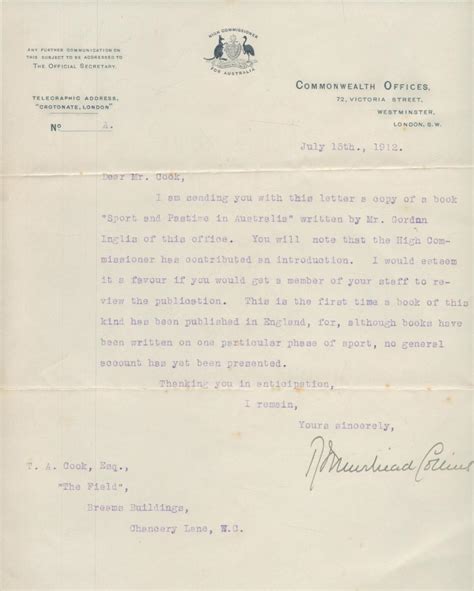 HIGH COMMISSIONER
FOR AUSTRALIA
ANY FURTHER COMMUNICATION ON
THIS SUBJECT TO BE ADDRESSED TO
THE OFFICIAL SECRETARY.
TELEGRAPHIC ADDRESS,
"CROTONATE, LONDON"
No A.
COMMONWEALTH OFFICES,
72, VICTORIA STREET,
WESTMINSTER,
LONDON, S.W.
July 15th., 1912.
Dear Mr. Cook,
I am sending you with this letter a copy of a book
"Sport and Pastime in Australia" written by Mr. Gordon
Inglis of this office. You will note that the High Com-
missioner has contributed an introduction. I would esteem
it a favour if you would get a member of your staff to re-
view the publication. This is the first time a book of this
kind has been published in England, for, although books have
been written on one particular phase of sport, no general
account has yet been presented.
Thanking you in anticipation,
I remain,
Yours sincerely,
R Muirhead Collins
T. A. Cook, Esq.,
"The Field",
Breams Buildings,
Chancery Lane, W.C.